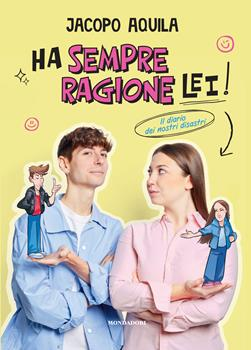 JACOPO AQUILA
HA SEMPRE
RAGIONE LEI!
Il diario
dei nostri disastri
MONDADORI